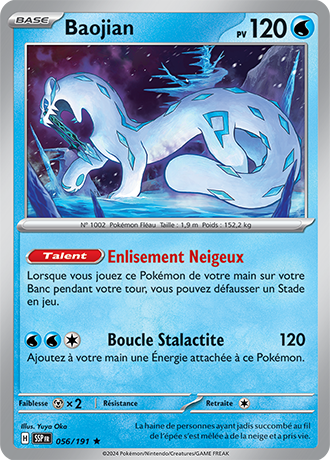 BASE Baojian PV 120
N° 1002 Pokémon Fléau Taille : 1,9 m Poids : 152,2 kg
Talent Enlisement Neigeux
Lorsque vous jouez ce Pokémon de votre main sur votre
Banc pendant votre tour, vous pouvez défausser un Stade
en jeu.
Boucle Stalactite 120
Ajoutez à votre main une Énergie attachée à ce Pokémon.
Faiblesse ×2 Résistance Retraite
Illus. Yuya Oka
La haine de personnes ayant jadis succombé au fil
de l'épée s'est mêlée à de la neige et a pris vie.
H SSP FR 056/191 ★
©2024 Pokémon/Nintendo/Creatures/GAME FREAK